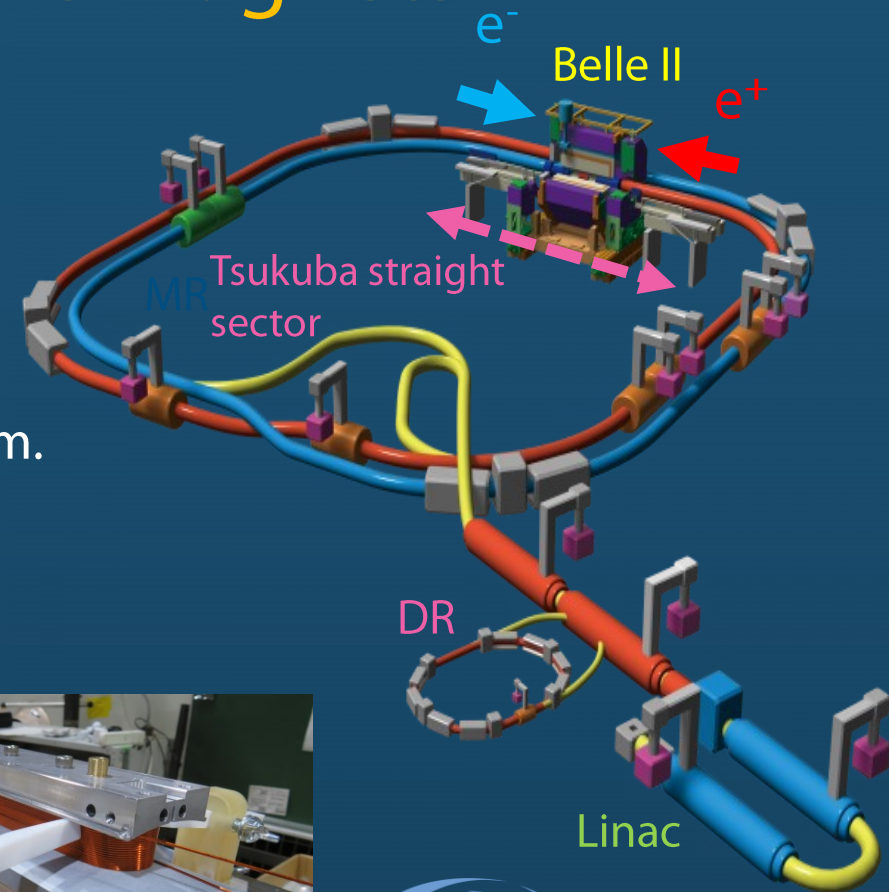 e-
Belle II
e+
Tsukuba straight
MR
sector
m.
DR
Linac